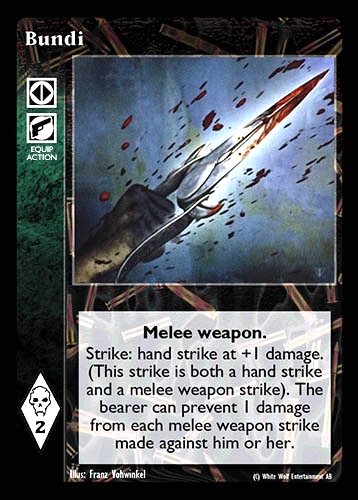 Bundi
EQUIP
ACTION
Melee weapon.
Strike: hand strike at +1 damage.
(This strike is both a hand strike
and a melee weapon strike). The
bearer can prevent 1 damage
from each melee weapon strike
made against him or her.
2
Illus: Franz Vohwinkel
(C) White Wolf Entertainment AB